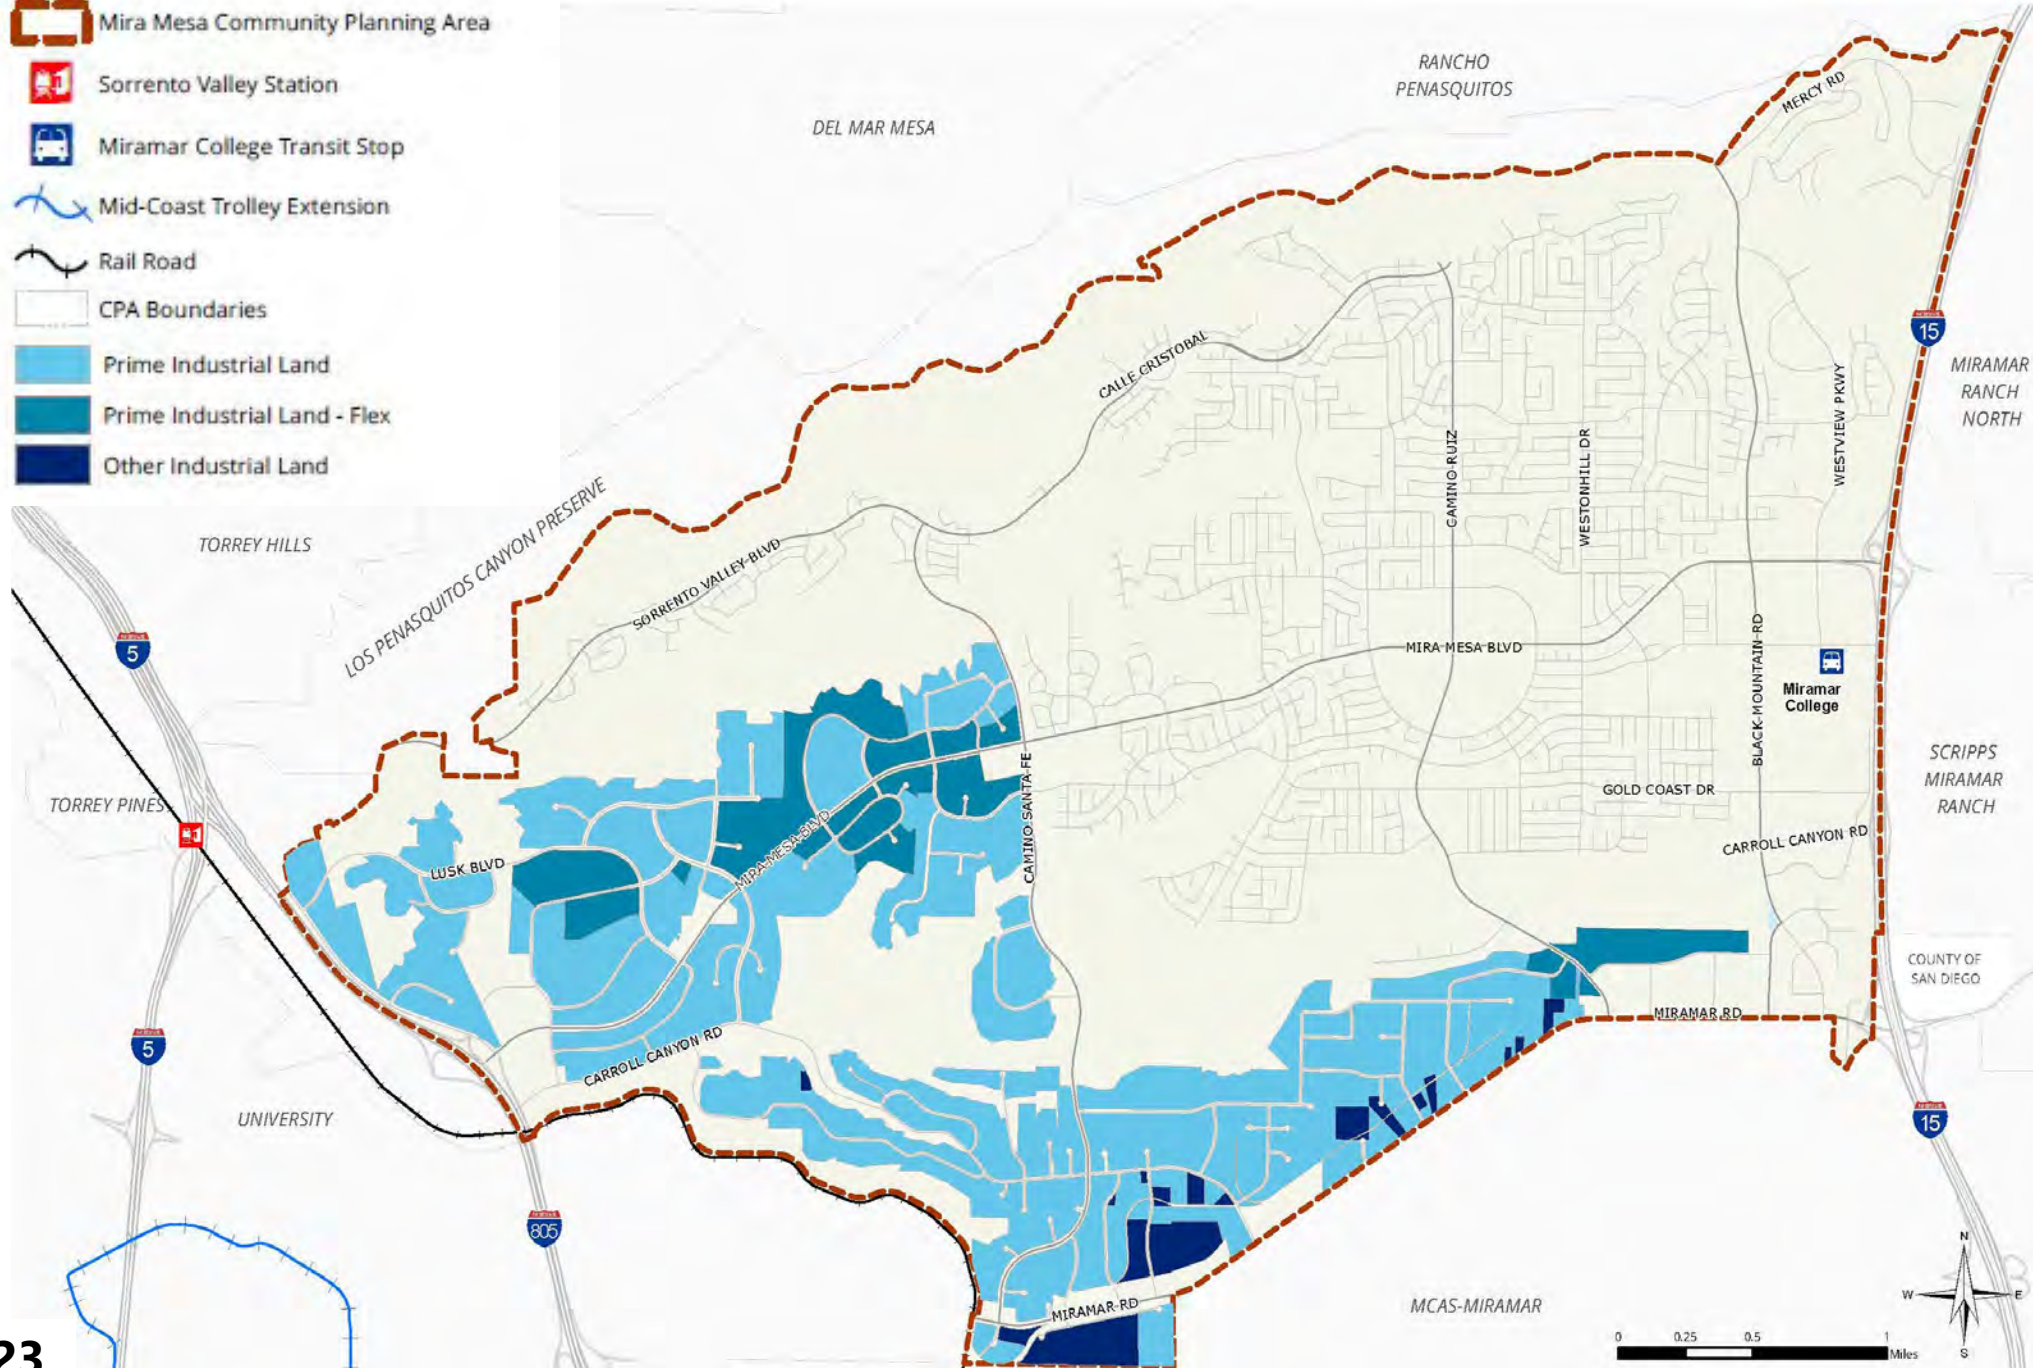 Mira Mesa Community Planning Area
Sorrento Valley Station
Miramar College Transit Stop
Mid-Coast Trolley Extension
Rail Road
CPA Boundaries
Prime Industrial Land
Prime Industrial Land - Flex
Other Industrial Land
RANCHO
PENASQUITOS
DEL MAR MESA
MERCY RD
15
CALLE CRISTOBAL
MIRAMAR
RANCH
NORTH
WESTVIEW PKWY
CAMINO RUIZ
WESTONHILL DR
LOS PENASQUITOS CANYON PRESERVE
TORREY HILLS
SORRENTO VALLEY BLVD
5
MIRA MESA BLVD
BLACK MOUNTAIN RD
Miramar
College
SCRIPPS
MIRAMAR
RANCH
TORREY PINES
GOLD COAST DR
CAMINO SANTA FE
MIRA MESA BLVD
CARROLL CANYON RD
LUSK BLVD
COUNTY OF
SAN DIEGO
MIRAMAR RD
5
CARROLL CANYON RD
UNIVERSITY
15
805
MIRAMAR RD
MCAS-MIRAMAR
N
W
E
S
0
0.25
0.5
1
Miles
23